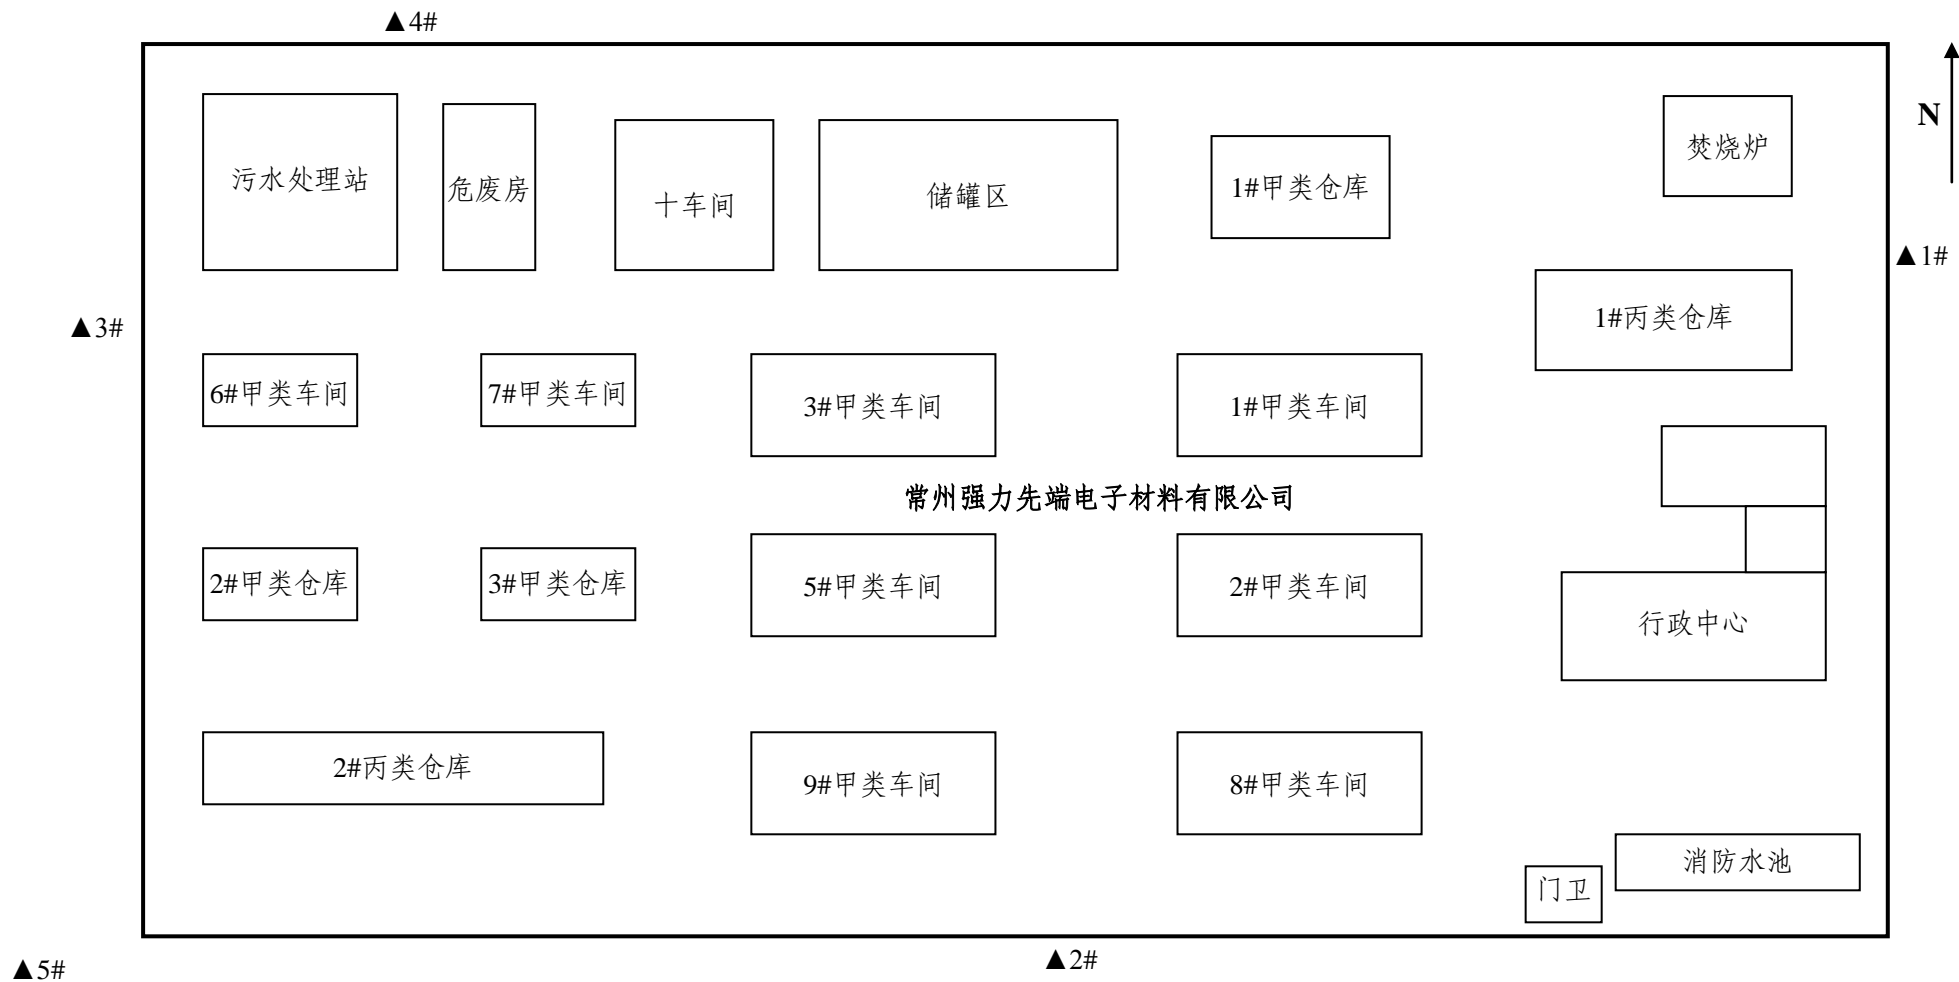 ▲4#
N
污水处理站
危废房
十车间
储罐区
1#甲类仓库
焚烧炉
▲1#
▲3#
1#丙类仓库
6#甲类车间
7#甲类车间
3#甲类车间
1#甲类车间
常州强力先端电子材料有限公司
2#甲类仓库
3#甲类仓库
5#甲类车间
2#甲类车间
行政中心
2#丙类仓库
9#甲类车间
8#甲类车间
消防水池
门卫
▲2#
▲5#